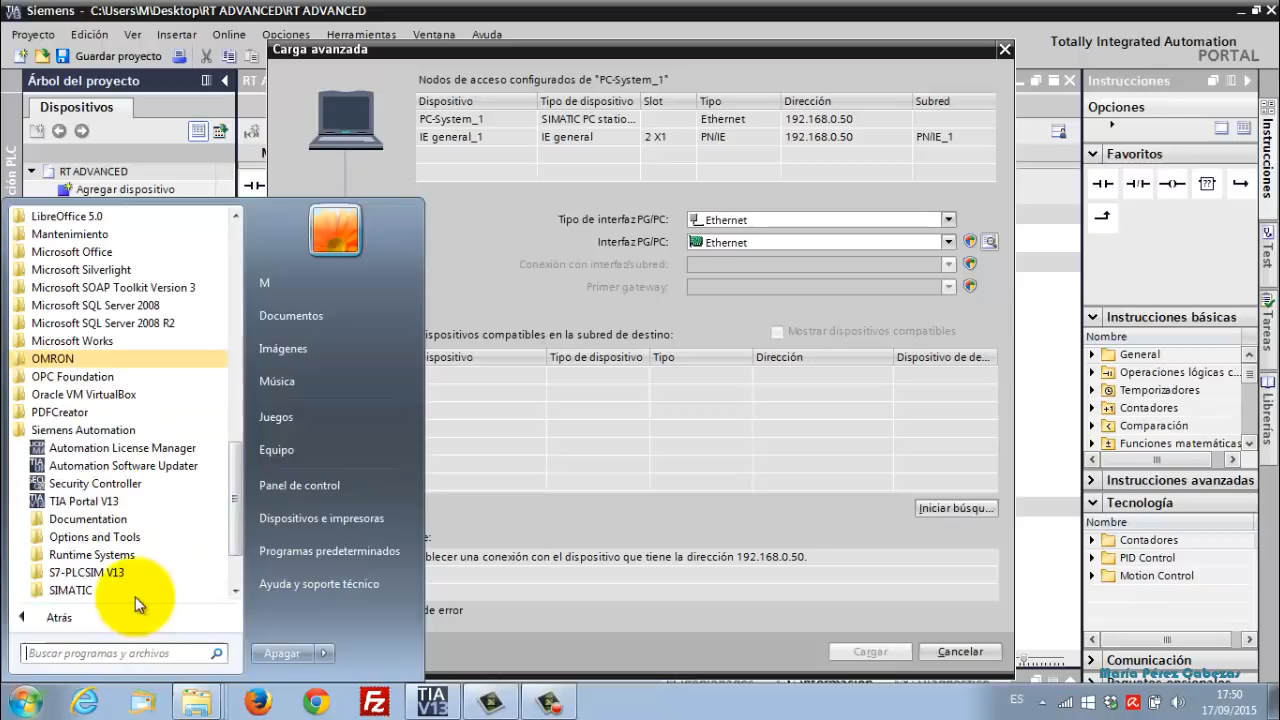 Siemens - C:\Users\M\Desktop\RT ADVANCED\RT ADVANCED
Proyecto Edición Ver Insertar Online Opciones Herramientas Ventana Ayuda
Guardar proyecto
Totally Integrated Automation
PORTAL
Árbol del proyecto
Dispositivos
RT ADVANCED
Agregar dispositivo
Carga avanzada
Nodos de acceso configurados de "PC-System_1"
Dispositivo Tipo de dispositivo Slot Tipo Dirección Subred
PC-System_1 SIMATIC PC statio... Ethernet 192.168.0.50
IE general_1 IE general 2 X1 PN/IE 192.168.0.50 PN/IE_1
Tipo de interfaz PG/PC: Ethernet
Interfaz PG/PC: Ethernet
Conexión con interfaz/subred:
Primer gateway:
dispositivos compatibles en la subred de destino:
Mostrar dispositivos compatibles
Tipo de dispositivo Tipo Dirección Dispositivo de de...
Iniciar búsqu...
192.168.0.50.
ablecer una conexión con el dispositivo que tiene la dirección
de error
Cargar Cancelar
LibreOffice 5.0
Mantenimiento
Microsoft Office
Microsoft Silverlight
Microsoft SOAP Toolkit Version 3
Microsoft SQL Server 2008
Microsoft SQL Server 2008 R2
Microsoft Works
OMRON
OPC Foundation
Oracle VM VirtualBox
PDFCreator
Siemens Automation
Automation License Manager
Automation Software Updater
Security Controller
TIA Portal V13
Documentation
Options and Tools
Runtime Systems
S7-PLCSIM V13
SIMATIC
Atrás
Buscar programas y archivos
M
Documentos
Imágenes
Música
Juegos
Equipo
Panel de control
Dispositivos e impresoras
Programas predeterminados
Ayuda y soporte técnico
Apagar
Instrucciones
Opciones
Favoritos
Instrucciones básicas
Nombre
General
Operaciones lógicas c...
Temporizadores
Contadores
Comparación
Funciones matemáticas
Instrucciones avanzadas
Tecnología
Nombre
Contadores
PID Control
Motion Control
Comunicación
María Pérez Cabezas
Instrucciones
Test
Tareas
Librerías
TIA
V13
ES
17:50
17/09/2015